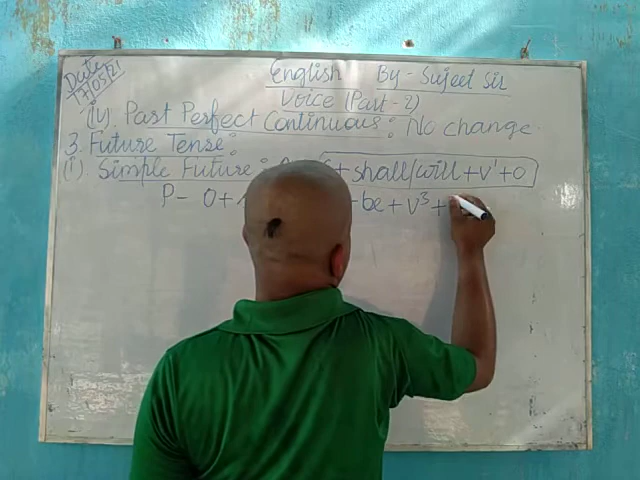 Date 17/05/21
English By- Sujeet Sir
Voice (Part-2)
(iv). Past Perfect Continuous: No change.
3. Future Tense:
(i). Simple Future: + shall/will + v¹ + o
P- O + be + v³ +